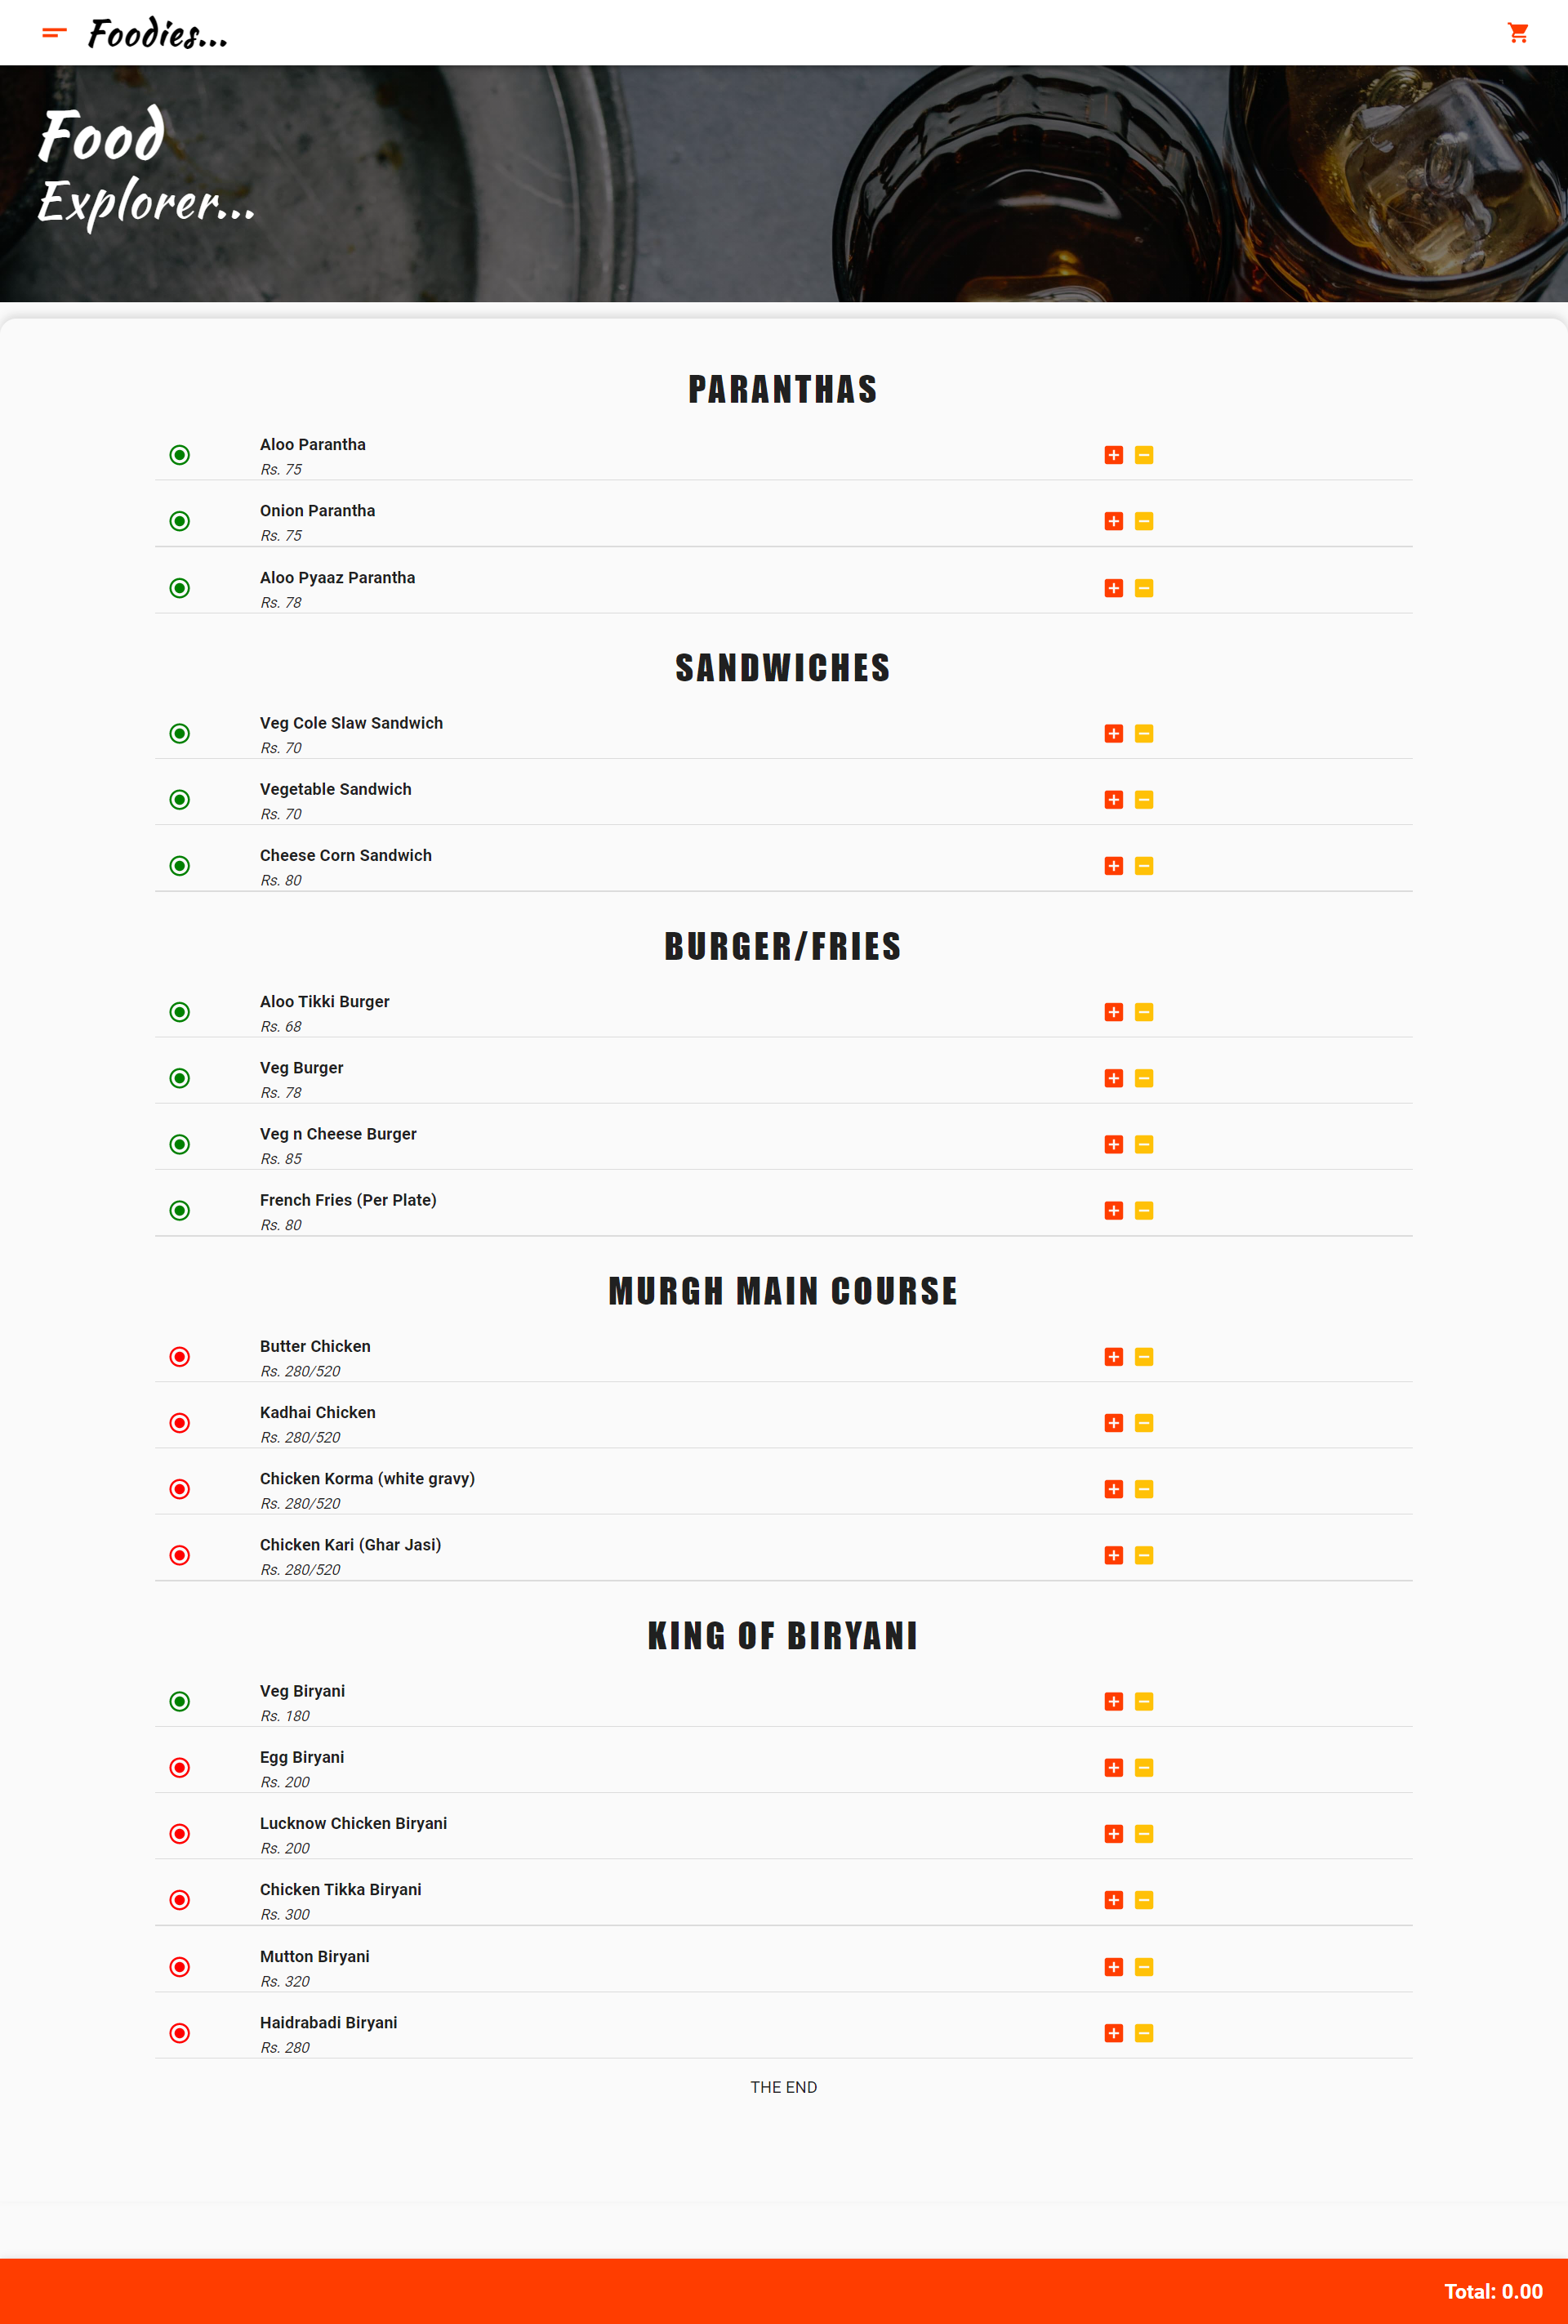 Foodies...
Food
Explorer...
PARANTHAS
Aloo Parantha
Rs. 75
Onion Parantha
Rs. 75
Aloo Pyaaz Parantha
Rs. 78
SANDWICHES
Veg Cole Slaw Sandwich
Rs. 70
Vegetable Sandwich
Rs. 70
Cheese Corn Sandwich
Rs. 80
BURGER/FRIES
Aloo Tikki Burger
Rs. 68
Veg Burger
Rs. 78
Veg n Cheese Burger
Rs. 85
French Fries (Per Plate)
Rs. 80
MURGH MAIN COURSE
Butter Chicken
Rs. 280/520
Kadhai Chicken
Rs. 280/520
Chicken Korma (white gravy)
Rs. 280/520
Chicken Kari (Ghar Jasi)
Rs. 280/520
KING OF BIRYANI
Veg Biryani
Rs. 180
Egg Biryani
Rs. 200
Lucknow Chicken Biryani
Rs. 200
Chicken Tikka Biryani
Rs. 300
Mutton Biryani
Rs. 320
Haidrabadi Biryani
Rs. 280
THE END
Total: 0.00